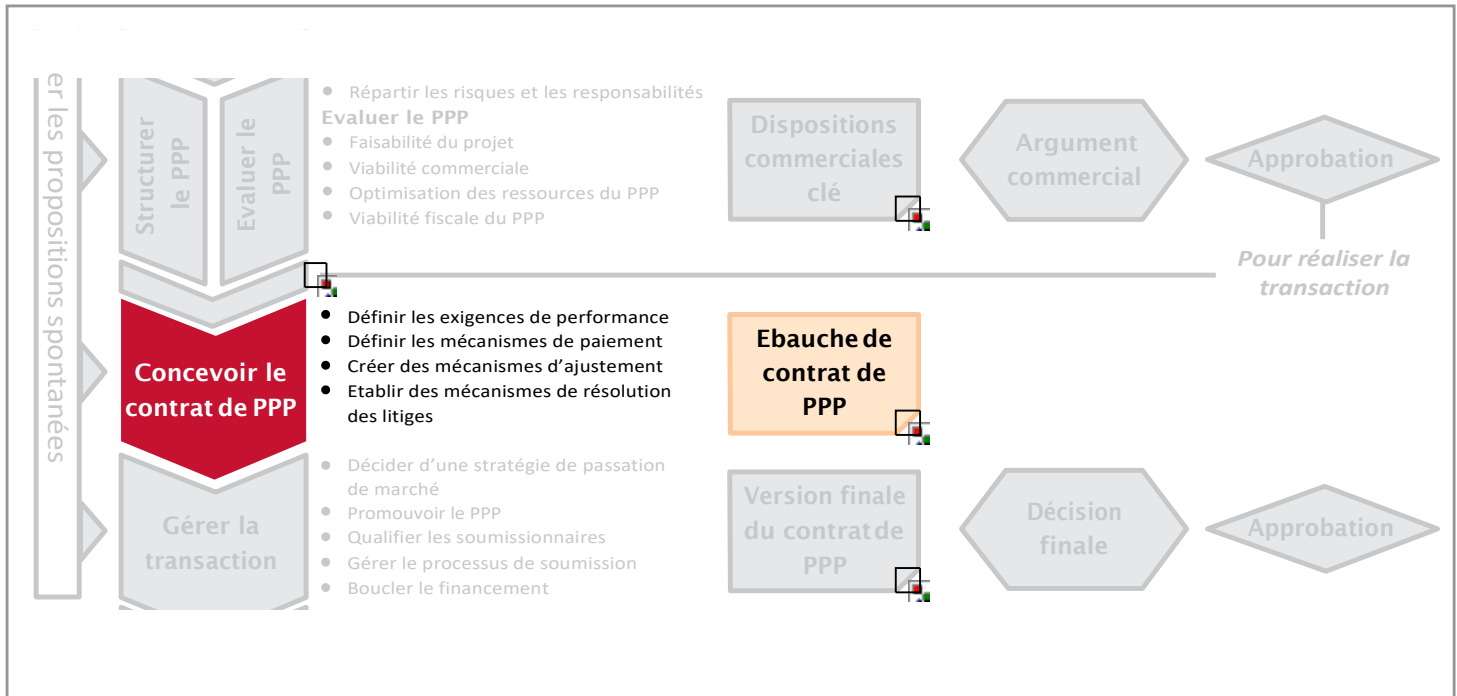 er les propositions spontanées
Structurer
le PPP
Evaluer le
PPP
• Répartir les risques et les responsabilités
Evaluer le PPP
• Faisabilité du projet
• Viabilité commerciale
• Optimisation des ressources du PPP
• Viabilité fiscale du PPP
Dispositions
commerciales
clé
Argument
commercial
Approbation
Pour réaliser la
transaction
Concevoir le
contrat de PPP
• Définir les exigences de performance
• Définir les mécanismes de paiement
• Créer des mécanismes d’ajustement
• Etablir des mécanismes de résolution
des litiges
Ebauche de
contrat de
PPP
Gérer la
transaction
• Décider d’une stratégie de passation
de marché
• Promouvoir le PPP
• Qualifier les soumissionnaires
• Gérer le processus de soumission
• Boucler le financement
Version finale
du contrat de
PPP
Décision
finale
Approbation